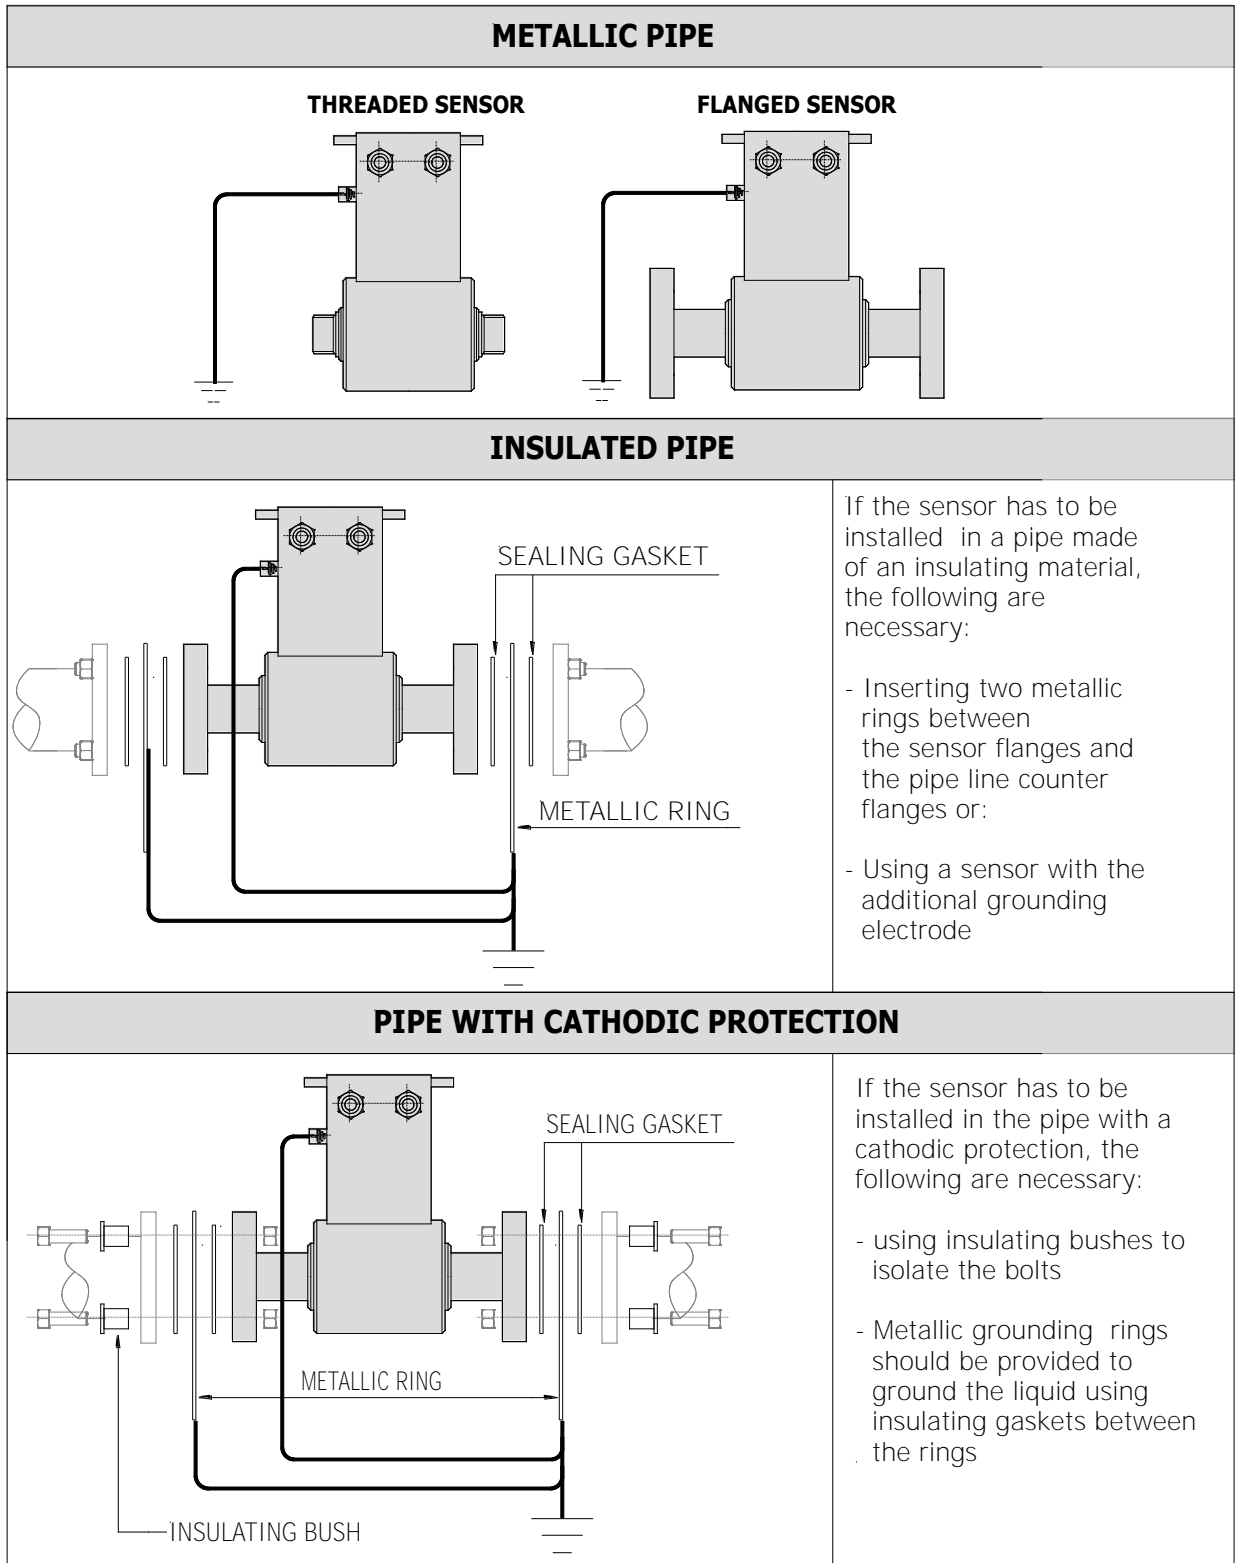 METALLIC PIPE
THREADED SENSOR
FLANGED SENSOR
INSULATED PIPE
SEALING GASKET
METALLIC RING
If the sensor has to be
installed in a pipe made
of an insulating material,
the following are
necessary:
- Inserting two metallic
rings between
the sensor flanges and
the pipe line counter
flanges or:
- Using a sensor with the
additional grounding
electrode
PIPE WITH CATHODIC PROTECTION
SEALING GASKET
METALLIC RING
INSULATING BUSH
If the sensor has to be
installed in the pipe with a
cathodic protection, the
following are necessary:
- using insulating bushes to
isolate the bolts
- Metallic grounding rings
should be provided to
ground the liquid using
insulating gaskets between
the rings